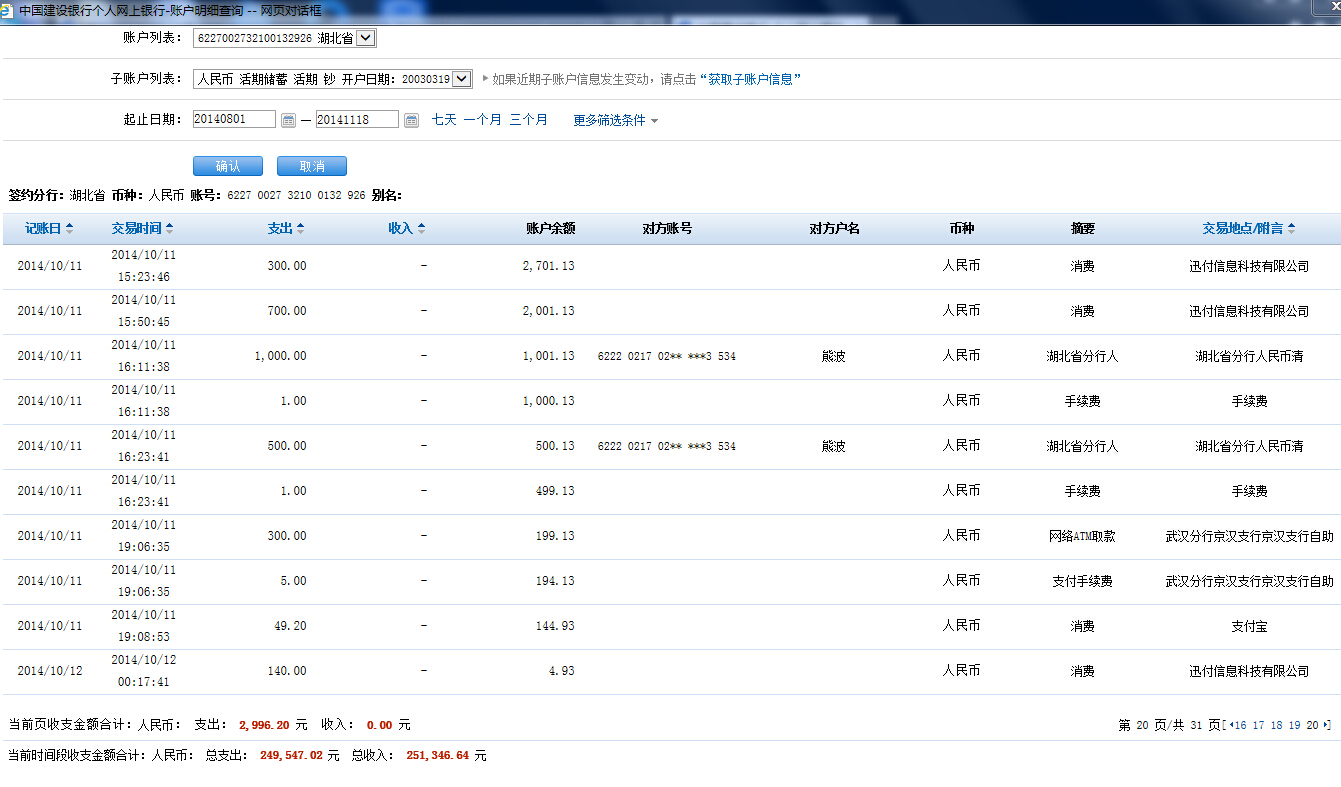 中国建设银行个人网上银行-账户明细查询 -- 网页对话框
账户列表： 6227002732100132926 湖北省
子账户列表： 人民币 活期储蓄 活期 钞 开户日期：20030319 如果近期子账户信息发生变动，请点击“获取子账户信息”
起止日期： 20140801 — 20141118 七天 一个月 三个月 更多筛选条件
确认 取消
签约分行：湖北省 币种：人民币 账号：6227 0027 3210 0132 926 别名：
记账日 交易时间 支出 收入 账户余额 对方账号 对方户名 币种 摘要 交易地点/附言
2014/10/11 2014/10/11 15:23:46 300.00 - 2,701.13 人民币 消费 迅付信息科技有限公司
2014/10/11 2014/10/11 15:50:45 700.00 - 2,001.13 人民币 消费 迅付信息科技有限公司
2014/10/11 2014/10/11 16:11:38 1,000.00 - 1,001.13 6222 0217 02** ***3 534 熊波 人民币 湖北省分行人 湖北省分行人民币清
2014/10/11 2014/10/11 16:11:38 1.00 - 1,000.13 人民币 手续费 手续费
2014/10/11 2014/10/11 16:23:41 500.00 - 500.13 6222 0217 02** ***3 534 熊波 人民币 湖北省分行人 湖北省分行人民币清
2014/10/11 2014/10/11 16:23:41 1.00 - 499.13 人民币 手续费 手续费
2014/10/11 2014/10/11 19:06:35 300.00 - 199.13 人民币 网络ATM取款 武汉分行京汉支行京汉支行自助
2014/10/11 2014/10/11 19:06:35 5.00 - 194.13 人民币 支付手续费 武汉分行京汉支行京汉支行自助
2014/10/11 2014/10/11 19:08:53 49.20 - 144.93 人民币 消费 支付宝
2014/10/12 2014/10/12 00:17:41 140.00 - 4.93 人民币 消费 迅付信息科技有限公司
当前页收支金额合计：人民币： 支出： 2,996.20 元 收入： 0.00 元 第 20 页/共 31 页[16 17 18 19 20]
当前时间段收支金额合计：人民币： 总支出： 249,547.02 元 总收入： 251,346.64 元